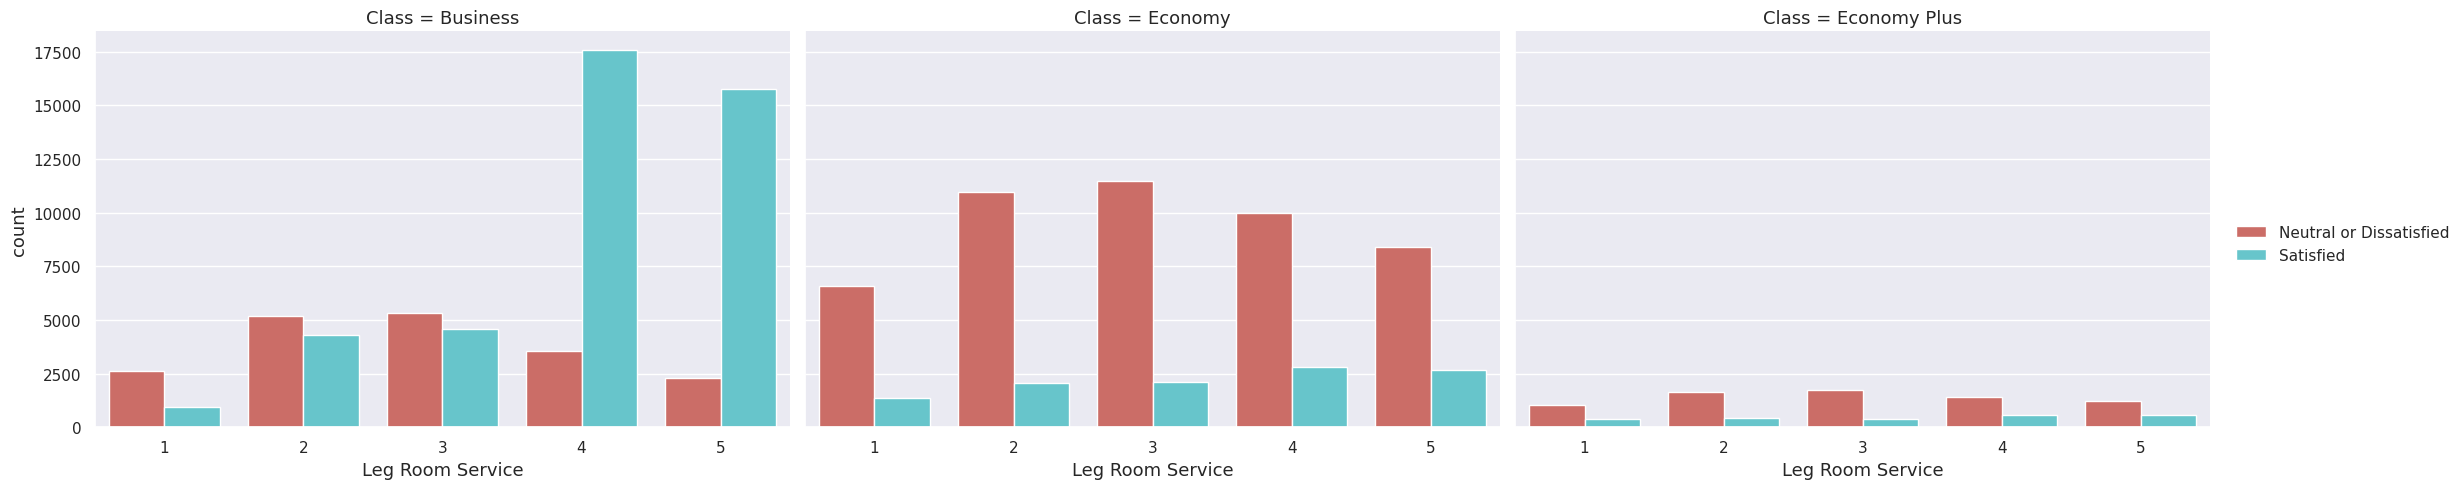 Class = Business
Class = Economy
Class = Economy Plus
17500
15000
12500
10000
7500
5000
2500
0
count
1 2 3 4 5
1 2 3 4 5
1 2 3 4 5
Leg Room Service
Leg Room Service
Leg Room Service
Neutral or Dissatisfied
Satisfied